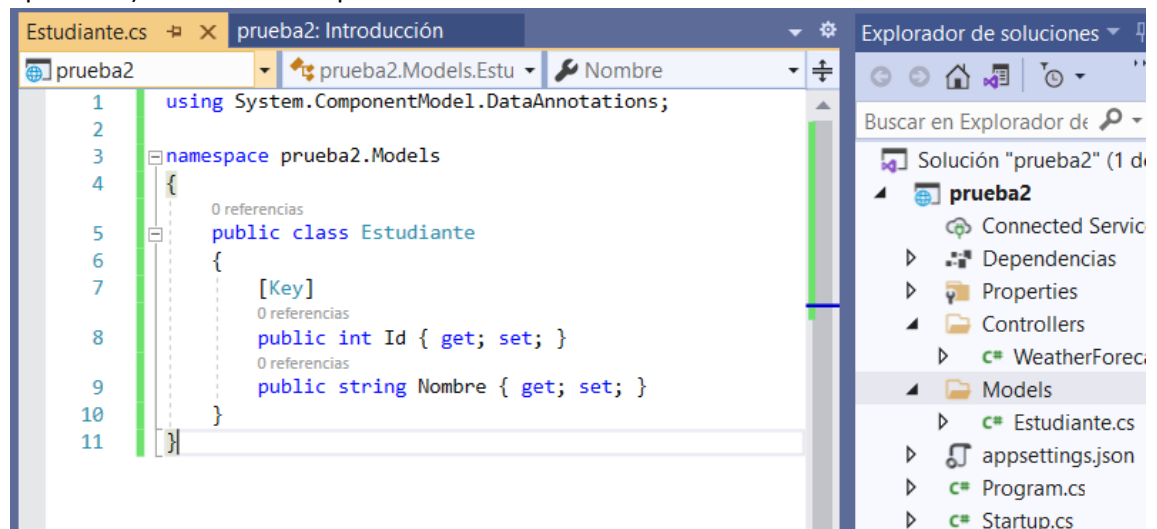 Estudiante.cs prueba2: Introducción
prueba2 prueba2.Models.Estu Nombre
1 using System.ComponentModel.DataAnnotations;
2
3 namespace prueba2.Models
4 {
0 referencias
5 public class Estudiante
6 {
7 [Key]
0 referencias
8 public int Id { get; set; }
0 referencias
9 public string Nombre { get; set; }
10 }
11 }
Explorador de soluciones
Buscar en Explorador de
Solución "prueba2" (1 d
prueba2
Connected Servic
Dependencias
Properties
Controllers
C# WeatherForeca
Models
C# Estudiante.cs
appsettings.json
C# Program.cs
C# Startup.cs